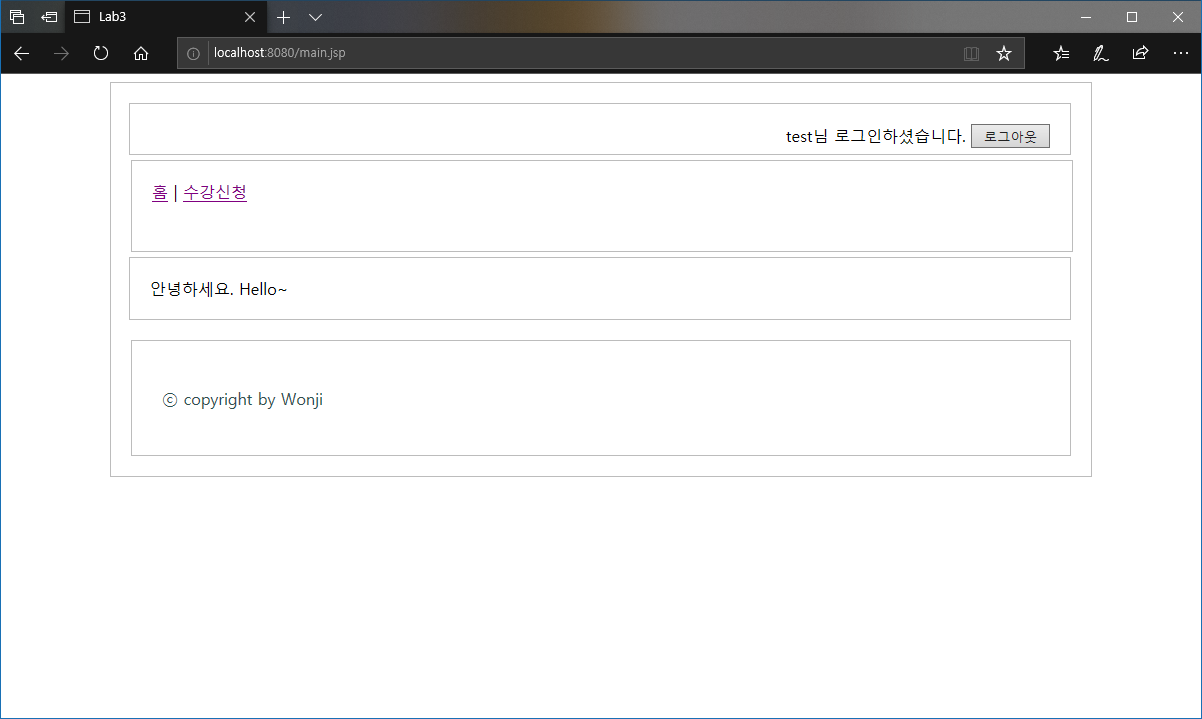 Lab3
localhost:8080/main.jsp
test님 로그인하셨습니다. 로그아웃
홈 | 수강신청
안녕하세요. Hello~
ⓒ copyright by Wonji